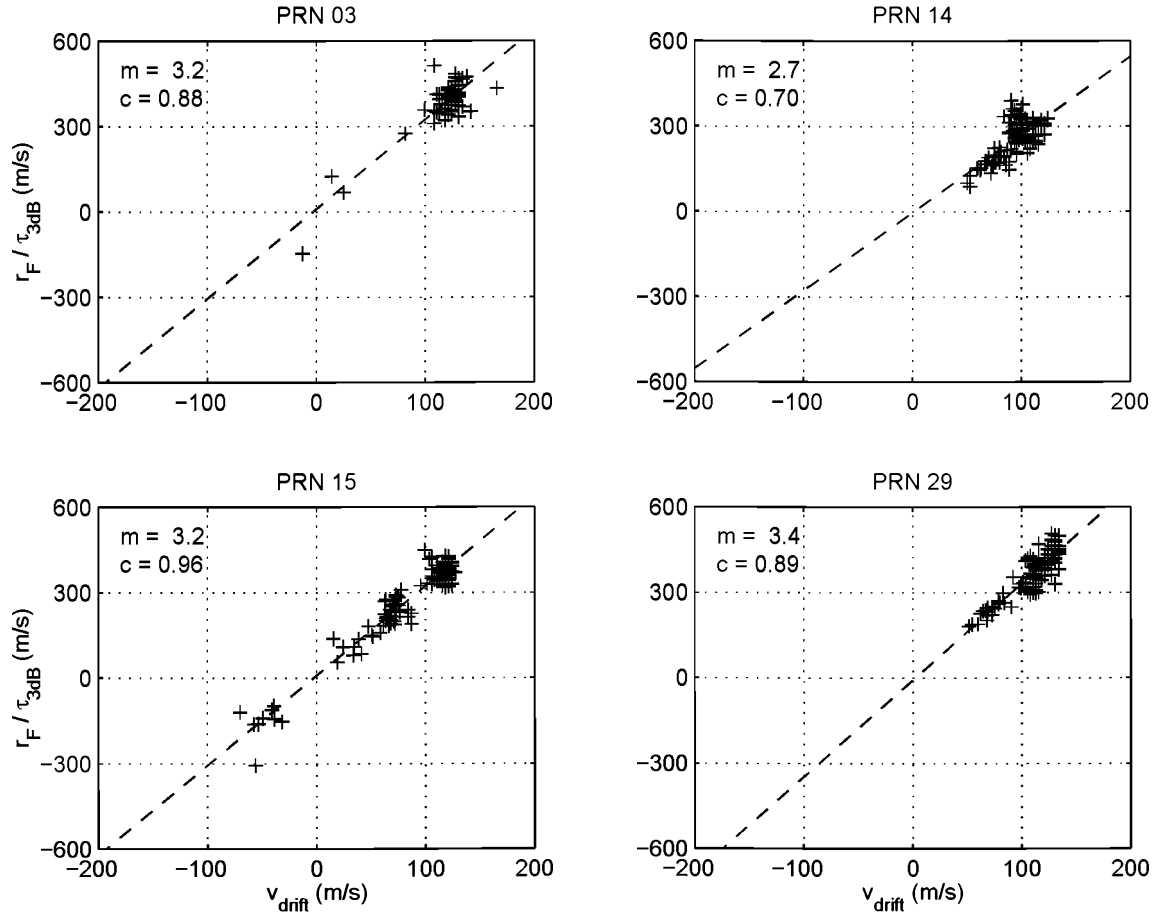 PRN 03
600
300
0
−300
−600
−200 −100 0 100 200
r_F / τ_3dB (m/s)
m = 3.2
c = 0.88
PRN 14
600
300
0
−300
−600
−200 −100 0 100 200
m = 2.7
c = 0.70
PRN 15
600
300
0
−300
−600
−200 −100 0 100 200
r_F / τ_3dB (m/s)
v_drift (m/s)
m = 3.2
c = 0.96
PRN 29
600
300
0
−300
−600
−200 −100 0 100 200
v_drift (m/s)
m = 3.4
c = 0.89